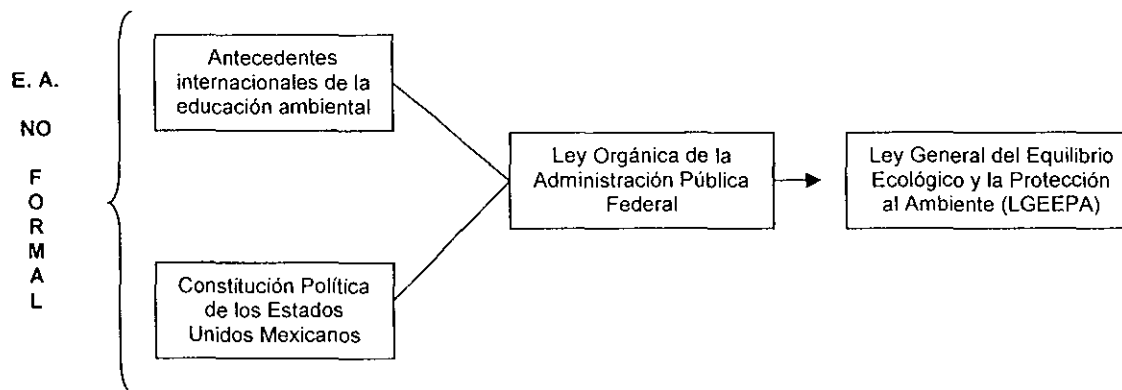 E. A.
NO
F
O
R
M
A
L
Antecedentes
internacionales de la
educación ambiental
Constitución Política
de los Estados
Unidos Mexicanos
Ley Orgánica de la
Administración Pública
Federal
Ley General del Equilibrio
Ecológico y la Protección
al Ambiente (LGEEPA)